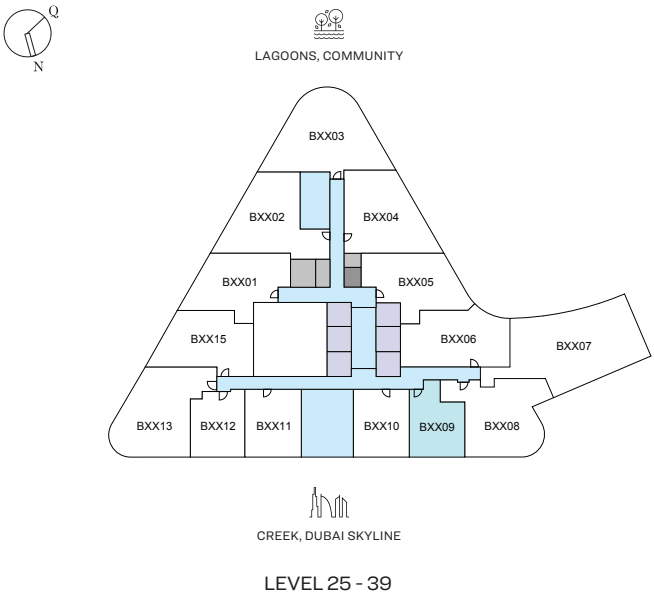 Q
N
LAGOONS, COMMUNITY
BXX03
BXX02
BXX04
BXX01
BXX05
BXX15
BXX06
BXX07
BXX13
BXX12
BXX11
BXX10
BXX09
BXX08
CREEK, DUBAI SKYLINE
LEVEL 25 - 39